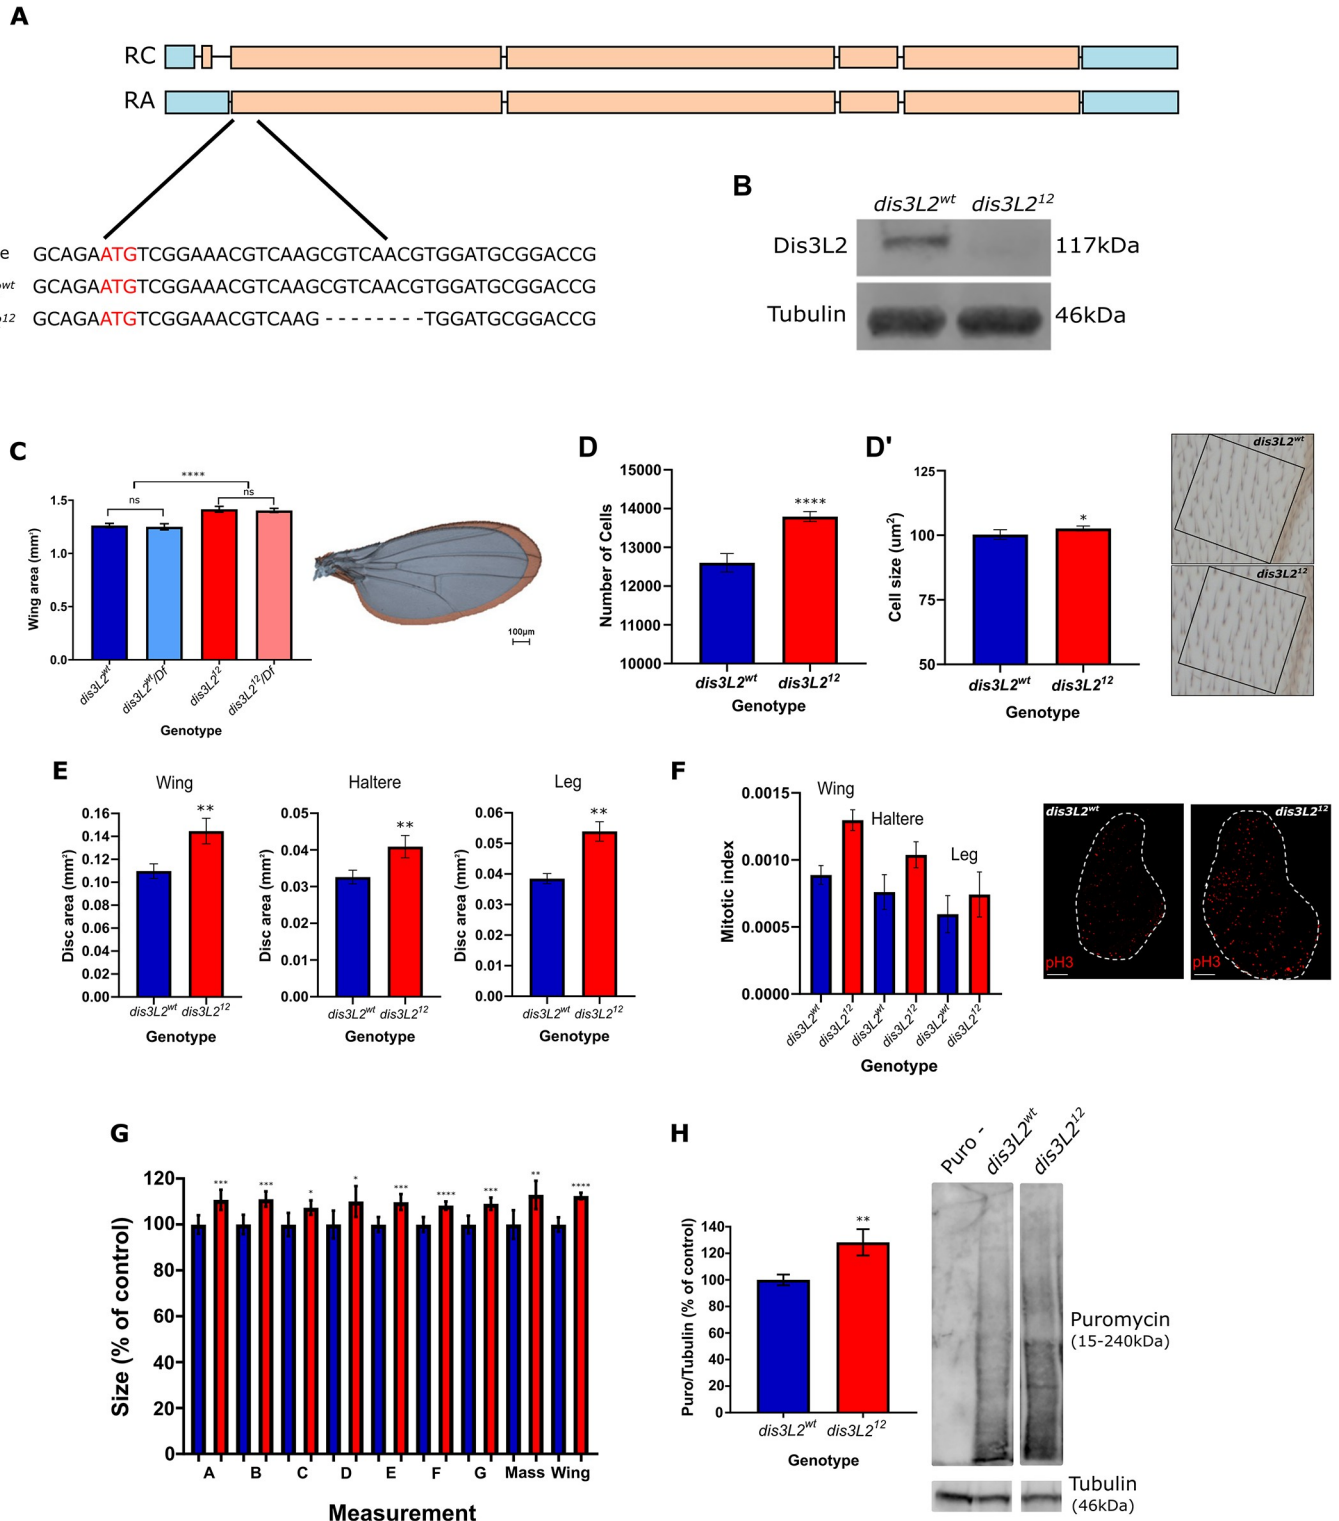 A
RC
RA
e
GCAGAATGTCGGAAACGTCAAGCGTCAACGTGGATGCGGACCG
wt
GCAGAATGTCGGAAACGTCAAGCGTCAACGTGGATGCGGACCG
12
GCAGAATGTCGGAAACGTCAAG - - - - - - - - -TGGATGCGGACCG
B
dis3L2wt dis3L212
Dis3L2 117kDa
Tubulin 46kDa
C
Wing area (mm²)
1.5
1.0
0.5
0.0
****
ns
ns
dis3L2wt
dis3L2wt/Df
dis3L212
dis3L212/Df
Genotype
100µm
D
Number of Cells
15000
14000
13000
12000
11000
10000
****
dis3L2wt dis3L212
Genotype
D'
Cell size (um2)
125
100
75
50
*
dis3L2wt dis3L212
Genotype
dis3L2wt
dis3L212
E
Wing
Disc area (mm²)
0.16
0.14
0.12
0.10
0.08
0.06
0.04
0.02
0.00
**
dis3L2wt dis3L212
Genotype
Haltere
Disc area (mm²)
0.05
0.04
0.03
0.02
0.01
0.00
**
dis3L2wt dis3L212
Genotype
Leg
Disc area (mm²)
0.06
0.05
0.04
0.03
0.02
0.01
0.00
**
dis3L2wt dis3L212
Genotype
F
Mitotic index
0.0015
0.0010
0.0005
0.0000
Wing
Haltere
Leg
dis3L2wt
dis3L212
dis3L2wt
dis3L212
dis3L2wt
dis3L212
Genotype
dis3L2wt
pH3
dis3L212
pH3
G
Size (% of control)
120
100
80
60
40
20
0
*** *** * * *** **** *** ** ****
A B C D E F G Mass Wing
Measurement
H
Puro/Tubulin (% of control)
140
120
100
80
60
40
20
0
**
dis3L2wt dis3L212
Genotype
Puro -
dis3L2wt
dis3L212
Puromycin
(15-240kDa)
Tubulin
(46kDa)